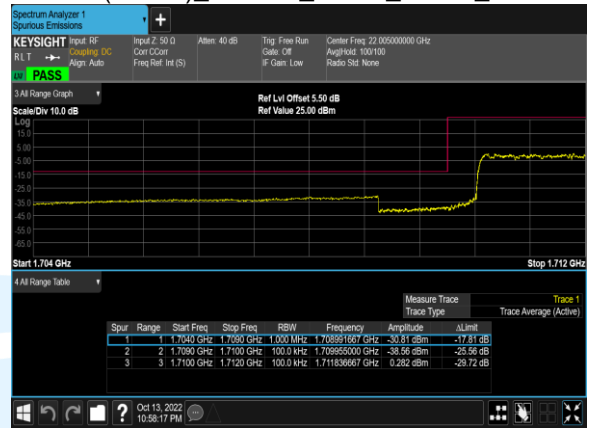 Spectrum Analyzer 1
Spurious Emissions
+
KEYSIGHT Input: RF Input Z: 50 Ω Atten: 40 dB Trig: Free Run Center Freq: 22.005000000 GHz
RLT Coupling: DC Corr CCorr Gate: Off Avg|Hold: 100/100
Align: Auto Freq Ref: Int (S) IF Gain: Low Radio Std: None
LXI PASS
3 All Range Graph
Ref Lvl Offset 5.50 dB
Scale/Div 10.0 dB Ref Value 25.00 dBm
Log
15.0
5.00
-5.00
-15.0
-25.0
-35.0
-45.0
-55.0
-65.0
Start 1.704 GHz Stop 1.712 GHz
4 All Range Table
Measure Trace Trace 1
Trace Type Trace Average (Active)
Spur Range Start Freq Stop Freq RBW Frequency Amplitude ΔLimit
1 1 1.7040 GHz 1.7090 GHz 1.000 MHz 1.708991667 GHz -30.81 dBm -17.81 dB
2 2 1.7090 GHz 1.7100 GHz 100.0 kHz 1.709955000 GHz -38.56 dBm -25.56 dB
3 3 1.7100 GHz 1.7120 GHz 100.0 kHz 1.711836667 GHz 0.282 dBm -29.72 dB
? Oct 13, 2022
10:58:17 PM